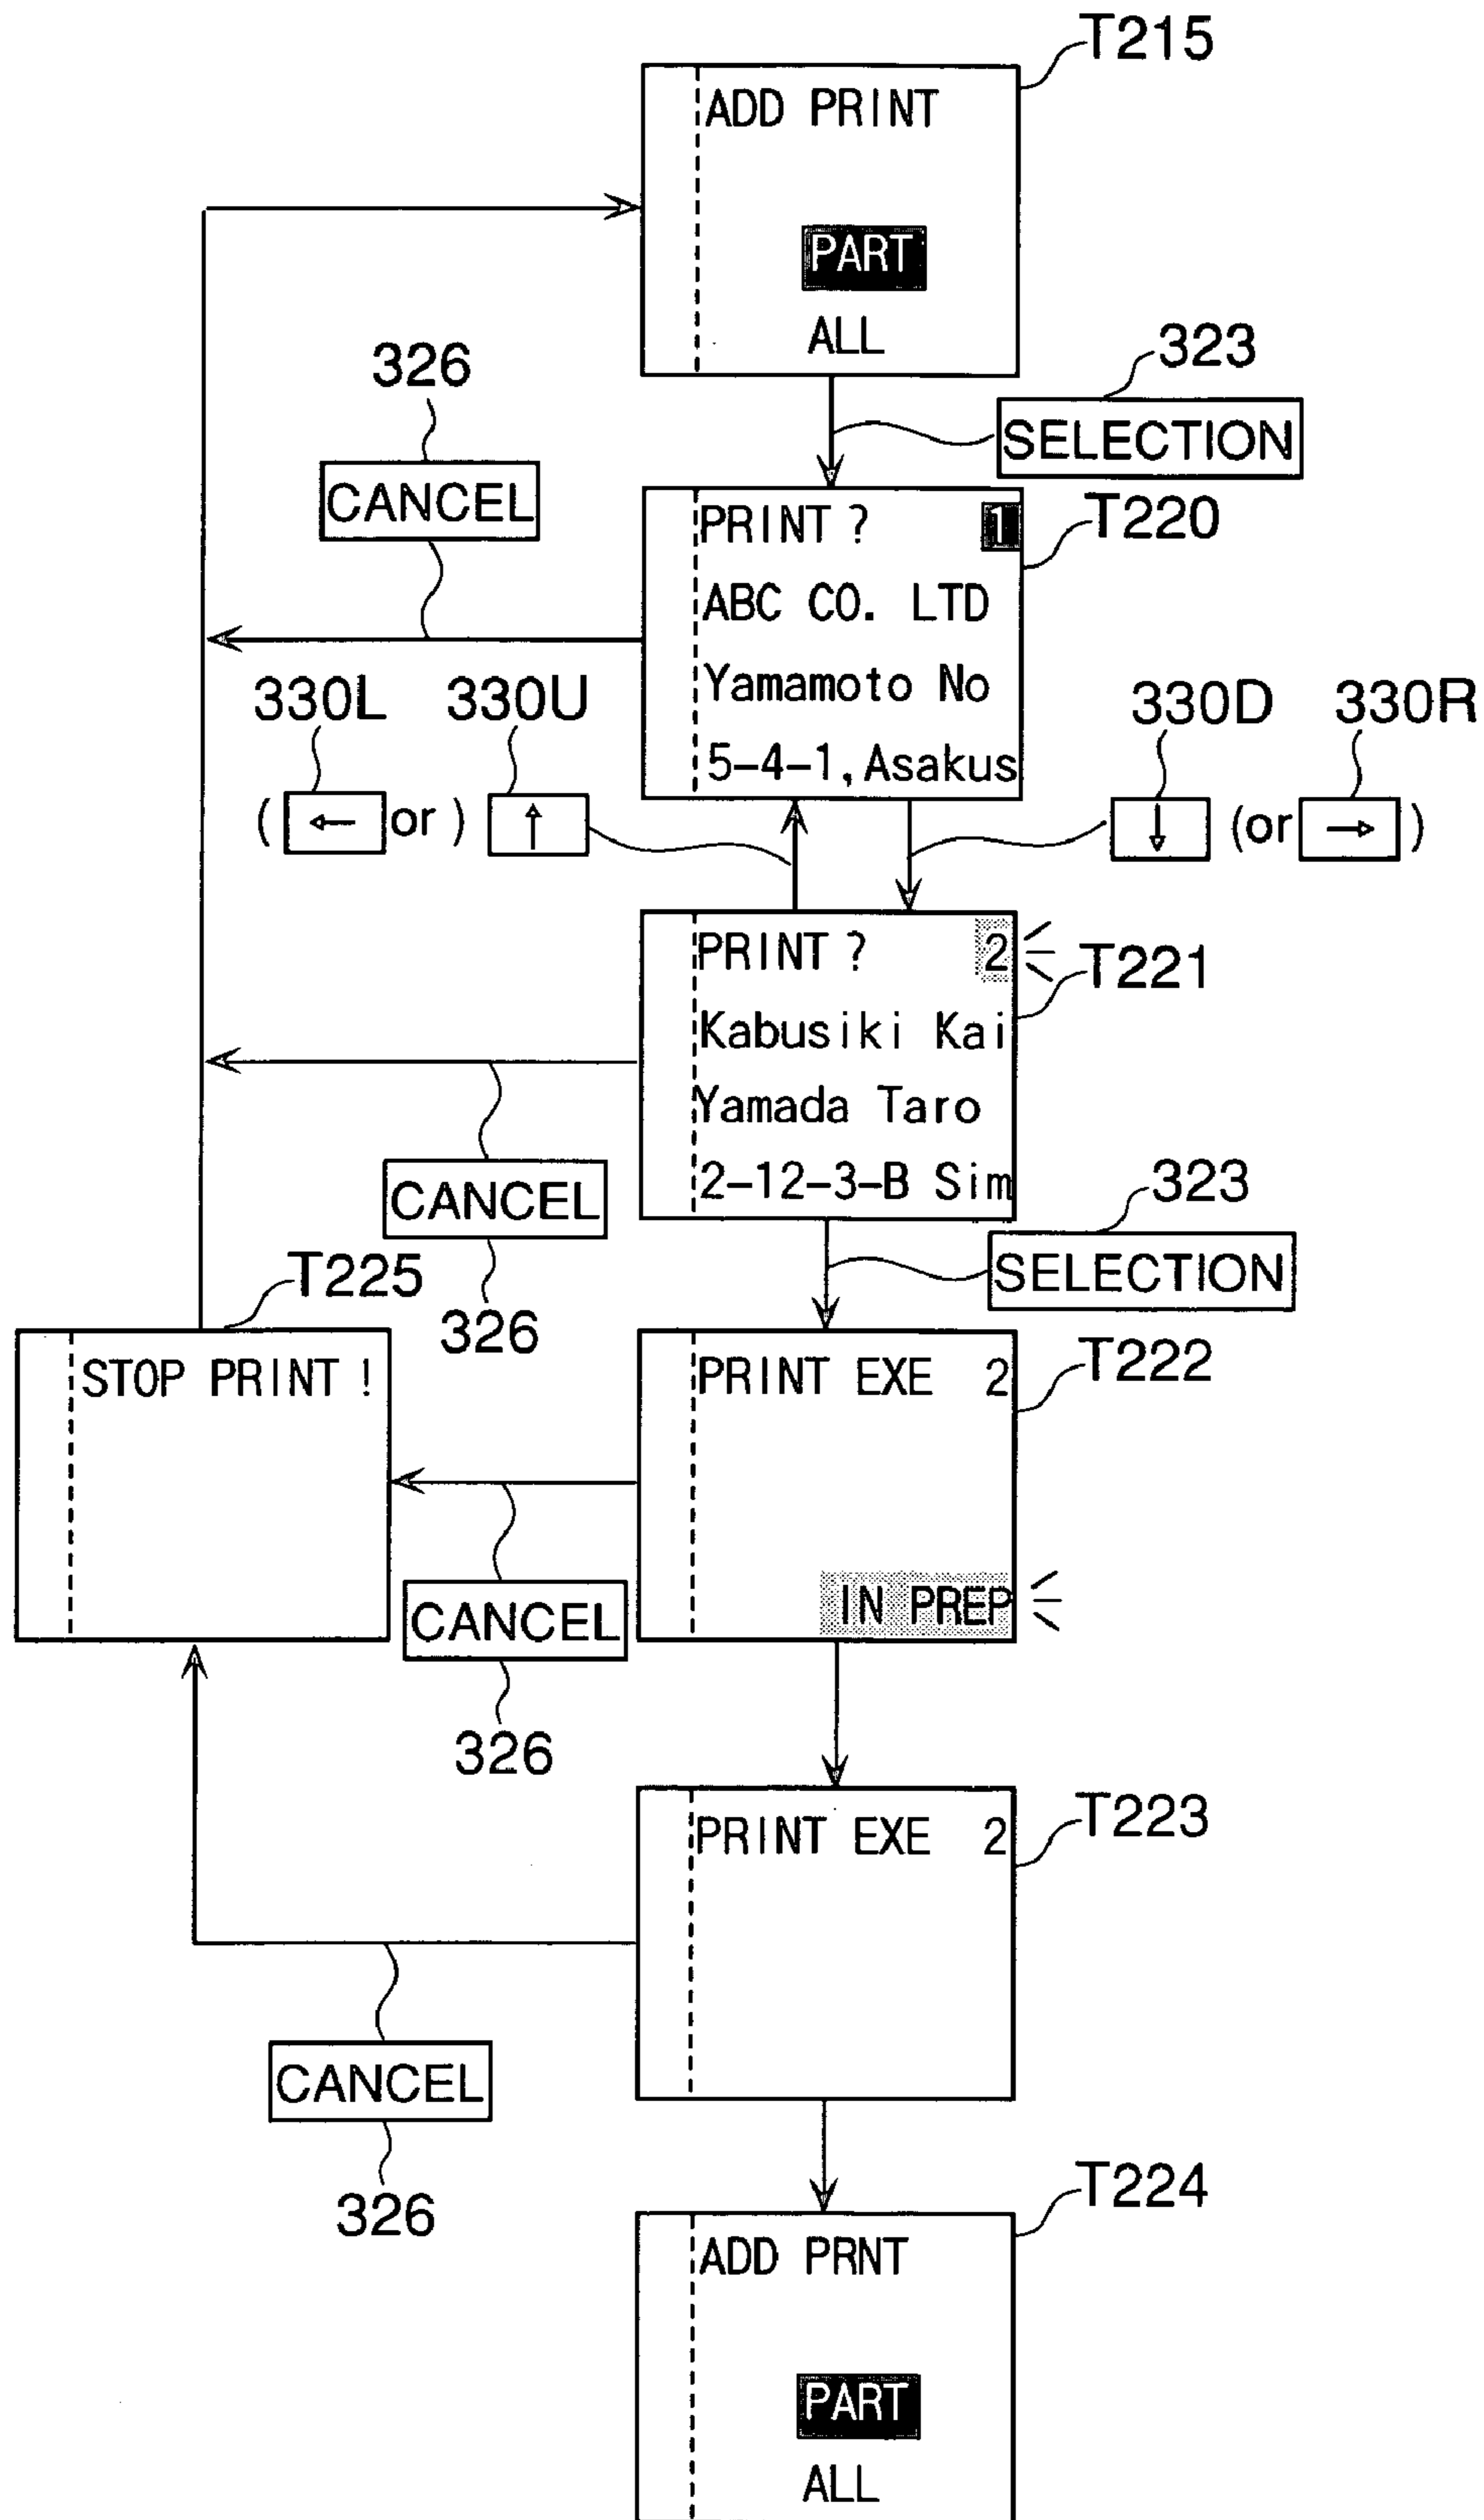 T215
ADD PRINT
PART
ALL
323
SELECTION
326
CANCEL
T220
PRINT ? 1
ABC CO. LTD
Yamamoto No
5-4-1, Asakus
330L 330U
( ← or ) ↑
330D 330R
↓ (or → )
T221
PRINT ? 2
Kabusiki Kai
Yamada Taro
2-12-3-B Sim
CANCEL
326
323
SELECTION
T225
STOP PRINT !
T222
PRINT EXE 2
IN PREP
CANCEL
326
T223
PRINT EXE 2
CANCEL
326
T224
ADD PRNT
PART
ALL